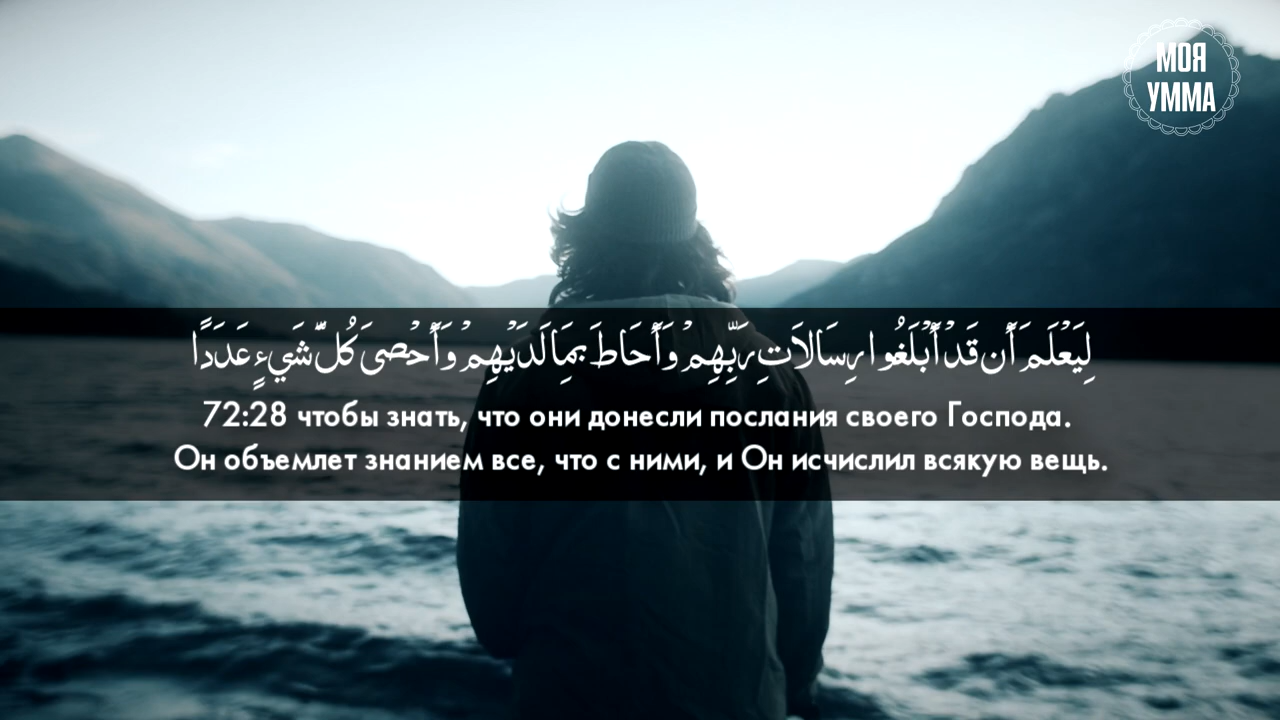 МОЯ
УММА
لِيَعْلَمَ أَن قَدْ أَبْلَغُوا رِسَالَاتِ رَبِّهِمْ وَأَحَاطَ بِمَا لَدَيْهِمْ وَأَحْصَى كُلَّ شَيْءٍ عَدَدًا
72:28 чтобы знать, что они донесли послания своего Господа.
Он объемлет знанием все, что с ними, и Он исчислил всякую вещь.